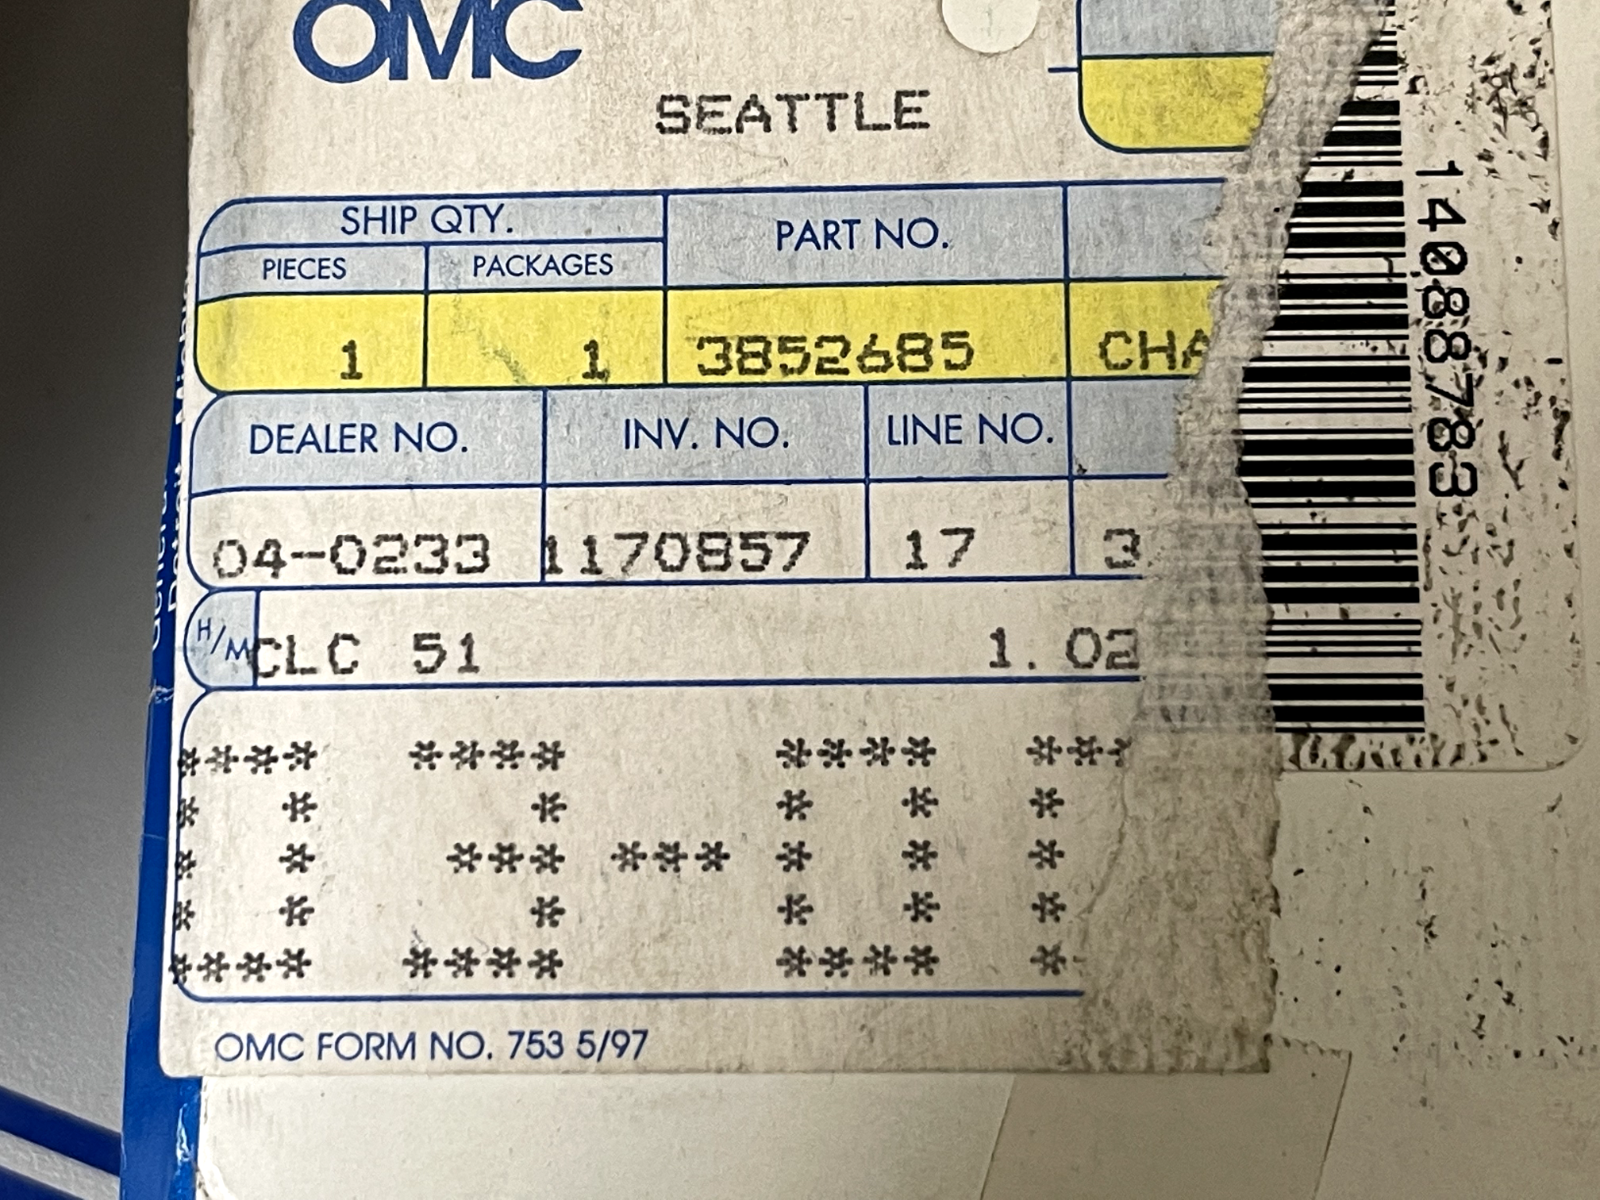 OMC
SEATTLE
SHIP QTY.
PIECES PACKAGES PART NO.
1 1 3852685 CHA
DEALER NO. INV. NO. LINE NO.
04-0233 1170857 17 3
H/M CLC 51 1.02
**** **** **** ***
* * * * * *
* * *** *** * * *
* * * * * *
**** **** **** *
OMC FORM NO. 753 5/97
14088783